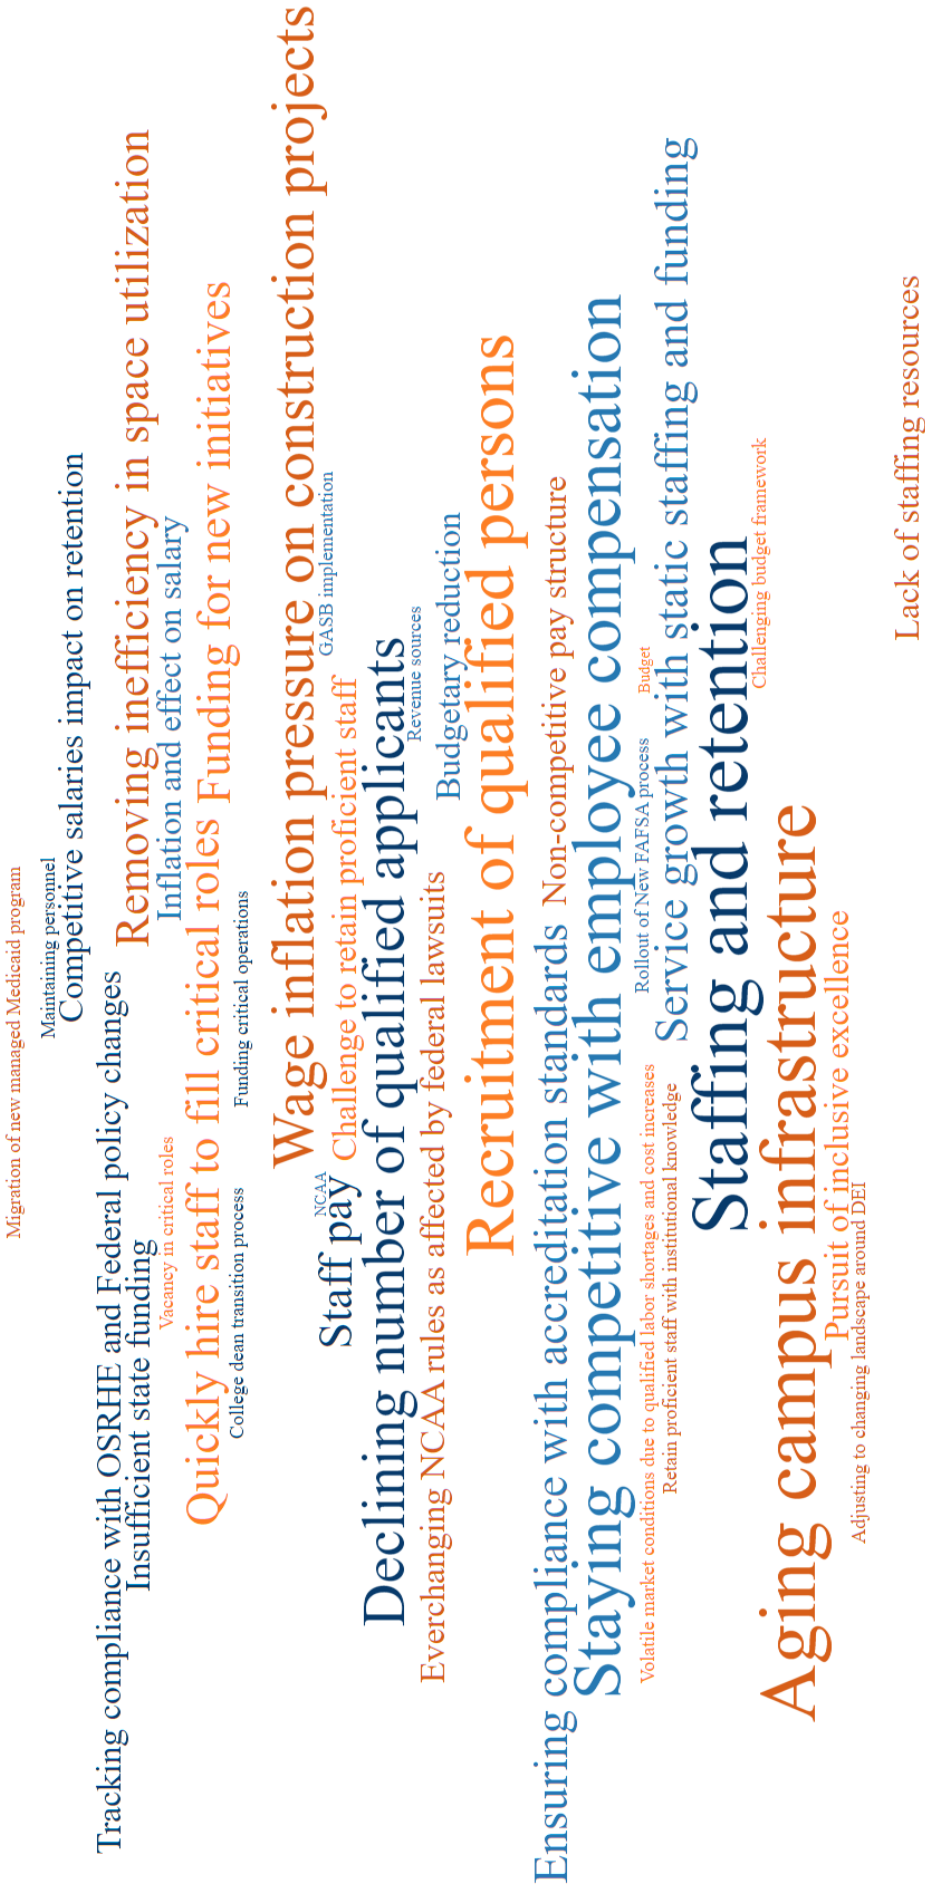 Migration of new managed Medicaid program
Maintaining personnel
Competitive salaries impact on retention
Tracking compliance with OSRHE and Federal policy changes
Removing inefficiency in space utilization
Insufficient state funding
Inflation and effect on salary
Vacancy in critical roles
Funding for new initiatives
Quickly hire staff to fill critical roles
Funding critical operations
College dean transition process
Wage inflation pressure on construction projects
GASB implementation
NCAA
Staff pay
Challenge to retain proficient staff
Declining number of qualified applicants
Revenue sources
Everchanging NCAA rules as affected by federal lawsuits
Budgetary reduction
Recruitment of qualified persons
Ensuring compliance with accreditation standards
Non-competitive pay structure
Staying competitive with employee compensation
Budget
Rollout of New FAFSA process
Volatile market conditions due to qualified labor shortages and cost increases
Retain proficient staff with institutional knowledge
Service growth with static staffing and funding
Staffing and retention
Challenging budget framework
Aging campus infrastructure
Pursuit of inclusive excellence
Adjusting to changing landscape around DEI
Lack of staffing resources